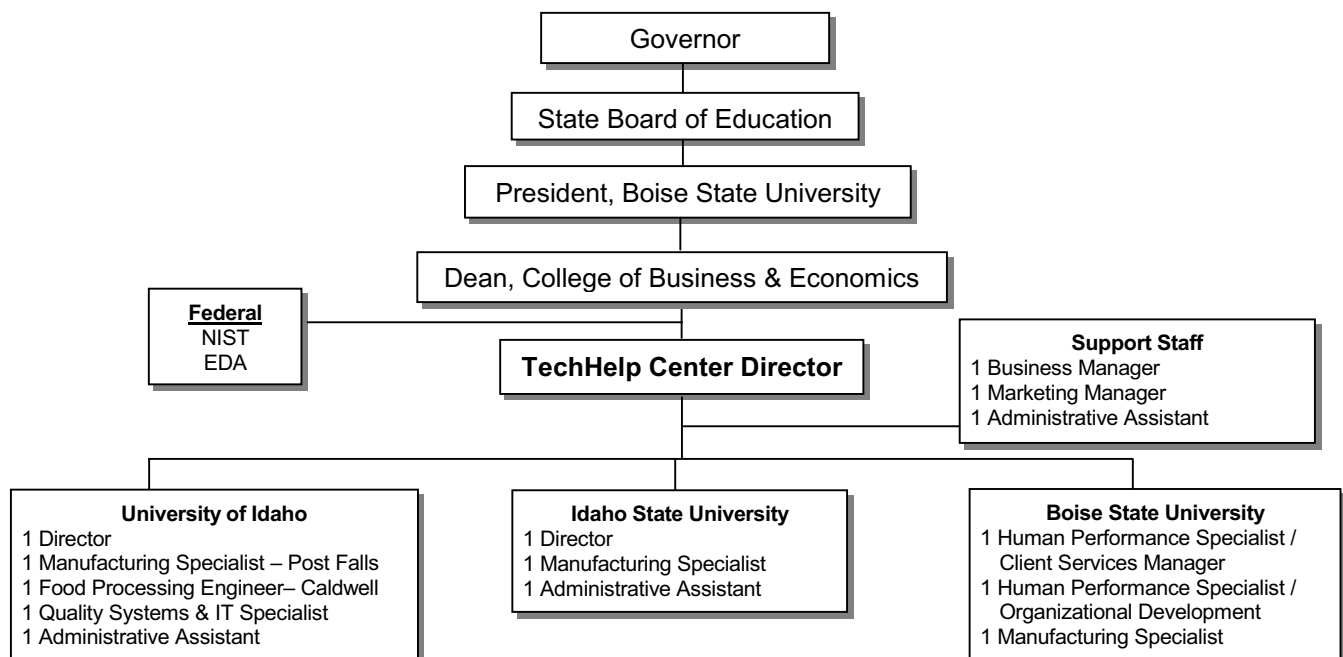 Governor
State Board of Education
President, Boise State University
Dean, College of Business & Economics
Federal
NIST
EDA
TechHelp Center Director
Support Staff
1 Business Manager
1 Marketing Manager
1 Administrative Assistant
University of Idaho
1 Director
1 Manufacturing Specialist – Post Falls
1 Food Processing Engineer– Caldwell
1 Quality Systems & IT Specialist
1 Administrative Assistant
Idaho State University
1 Director
1 Manufacturing Specialist
1 Administrative Assistant
Boise State University
1 Human Performance Specialist /
Client Services Manager
1 Human Performance Specialist /
Organizational Development
1 Manufacturing Specialist